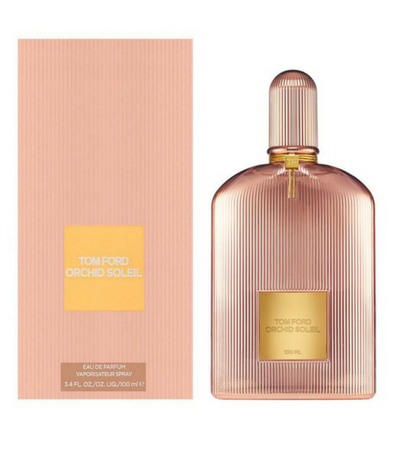 TOM FORD
ORCHID SOLEIL
EAU DE PARFUM
VAPORISATEUR SPRAY
3.4 FL.OZ./OZ. LIQ./100 ml ℮
TOM FORD
ORCHID SOLEIL
100 ML